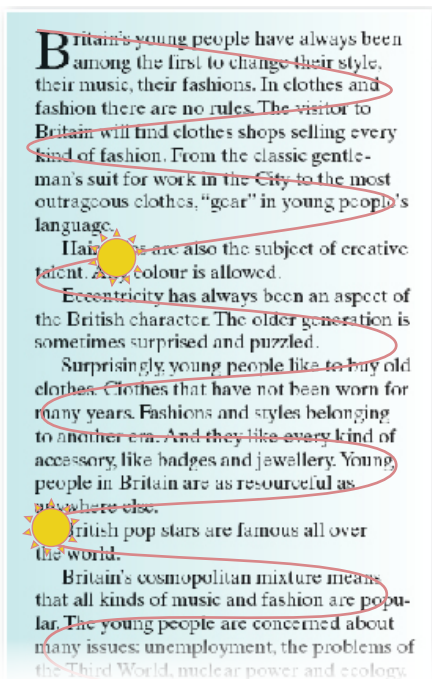 Britain's young people have always been
among the first to change their style,
their music, their fashions. In clothes and
fashion there are no rules. The visitor to
Britain will find clothes shops selling every
kind of fashion. From the classic gentle-
man's suit for work in the City to the most
outrageous clothes, “gear” in young people's
language.
are also the subject of creative
talent. Any colour is allowed.
Eccentricity has always been an aspect of
the British character. The older generation is
sometimes surprised and puzzled.
Surprisingly, young people like to buy old
clothes. Clothes that have not been worn for
many years. Fashions and styles belonging
to another era. And they like every kind of
accessory, like badges and jewellery. Young
people in Britain are as resourceful as
anywhere else.
British pop stars are famous all over
the world.
Britain's cosmopolitan mixture means
that all kinds of music and fashion are popu-
lar. The young people are concerned about
many issues: unemployment, the problems of
the Third World, nuclear power and ecology.